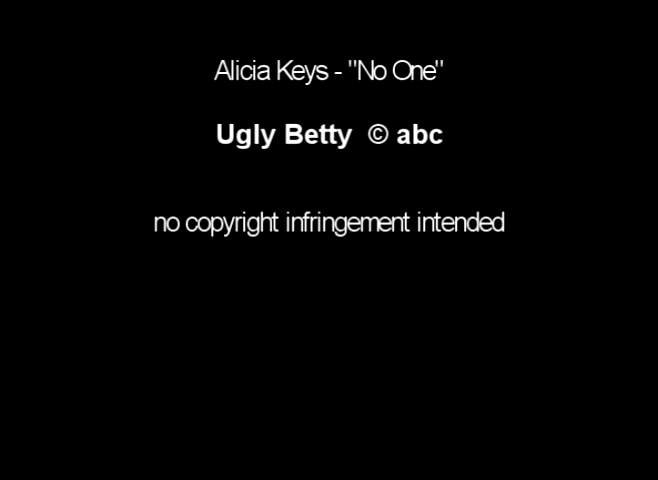 Alicia Keys - "No One"
Ugly Betty © abc
no copyright infringement intended